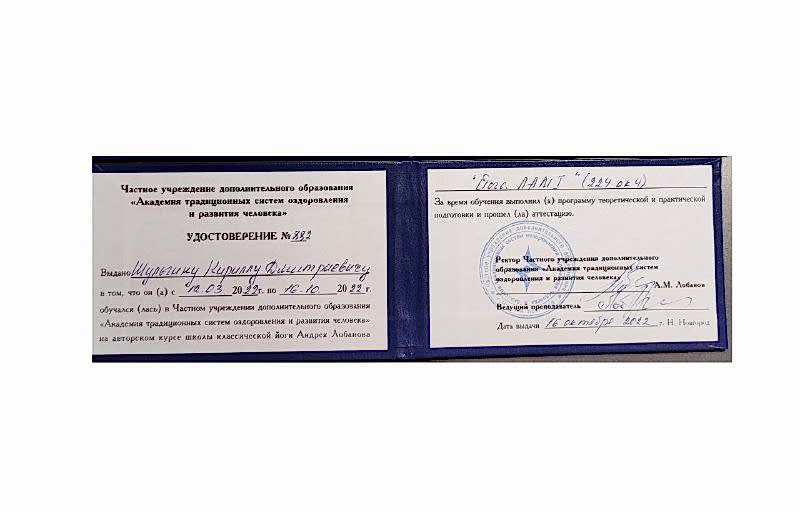 Частное учреждение дополнительного образования
«Академия традиционных систем оздоровления
и развития человека»
УДОСТОВЕРЕНИЕ № 332
Выдано Шульгину Кириллу Дмитриевичу
в том, что он (а) с 12.03 2022г. по 16.10 2022 г.
обучался (лась) в Частном учреждении дополнительного образования
«Академия традиционных систем оздоровления и развития человека»
на авторском курсе школы классической йоги Андрея Лобанова
"Йога (224
За время обучения выполнил (а) программу теоретической и практической
подготовки и прошел (ла) аттестацию.
Ректор Частного учреждения дополнительного
образования «Академия традиционных систем
оздоровления и развития человека»
А.М. Лобанов
Ведущий преподаватель
Дата выдачи 16 октября 2022 г. Н. Новгород